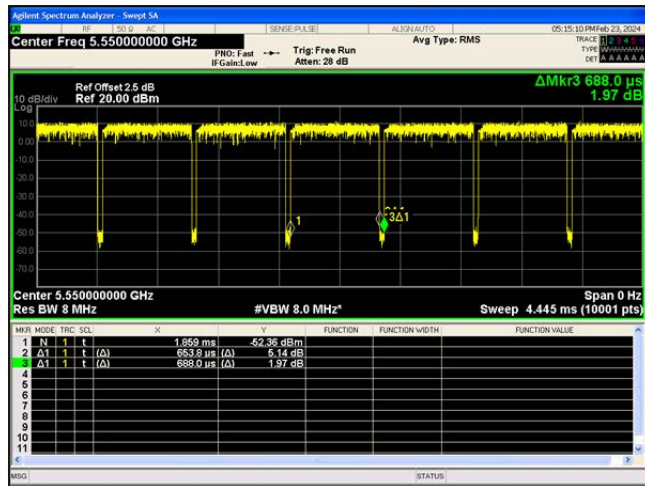 Agilent Spectrum Analyzer - Swept SA
RF 50 Ω AC SENSE:PULSE ALIGN AUTO 05:15:10 PM Feb 23, 2024
Center Freq 5.550000000 GHz Avg Type: RMS TRACE 1 2 3 4 5 6
PNO: Fast Trig: Free Run TYPE
IFGain:Low Atten: 28 dB DET A A A A A A
ΔMkr3 688.0 µs
Ref Offset 2.5 dB 1.97 dB
10 dB/div Ref 20.00 dBm
Log
10.0
0.00
-10.0
-20.0
-30.0
-40.0
3Δ1
1
-50.0
-60.0
-70.0
Center 5.550000000 GHz Span 0 Hz
Res BW 8 MHz #VBW 8.0 MHz* Sweep 4.445 ms (10001 pts)
MKR MODE TRC SCL X Y FUNCTION FUNCTION WIDTH FUNCTION VALUE
1 N 1 t 1.859 ms -52.36 dBm
2 Δ1 1 t (Δ) 653.8 µs (Δ) 5.14 dB
3 Δ1 1 t (Δ) 688.0 µs (Δ) 1.97 dB
4
5
6
7
8
9
10
11
MSG STATUS